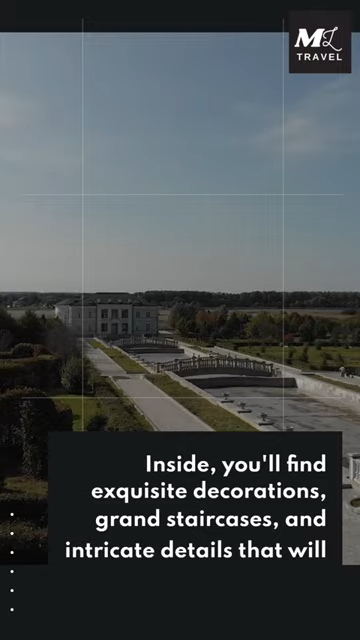 ML
TRAVEL
Inside, you'll find
exquisite decorations,
grand staircases, and
intricate details that will